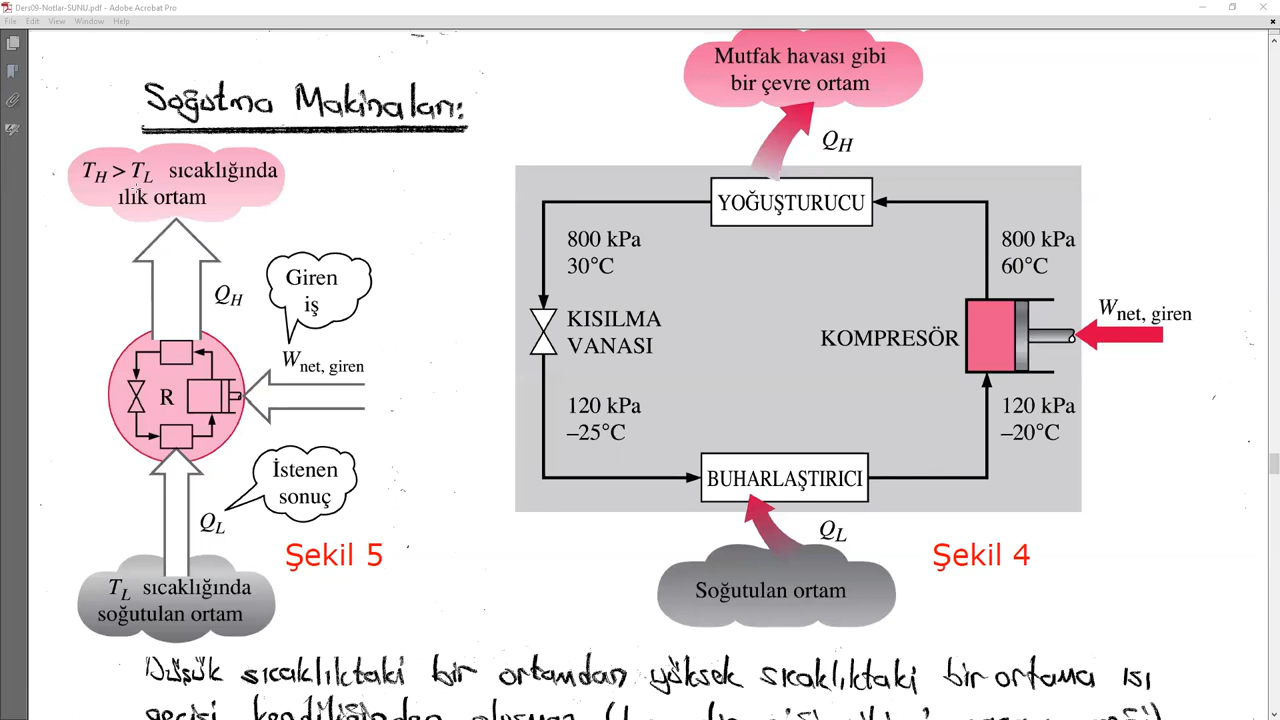 Ders09-Notlar-SUNU.pdf - Adobe Acrobat Pro
File Edit View Window Help
Soğutma Makinaları:
T_H > T_L sıcaklığında
ılık ortam
Q_H
Giren
iş
W_net, giren
R
İstenen
sonuç
Q_L
Şekil 5
T_L sıcaklığında
soğutulan ortam
Mutfak havası gibi
bir çevre ortam
Q_H
YOĞUŞTURUCU
800 kPa
30°C
800 kPa
60°C
KISILMA
VANASI
KOMPRESÖR
W_net, giren
120 kPa
–25°C
120 kPa
–20°C
BUHARLAŞTIRICI
Q_L
Şekil 4
Soğutulan ortam
Düşük sıcaklıktaki bir ortamdan yüksek sıcaklıktaki bir ortama ısı
geçişi kendiliğinden oluşmaz